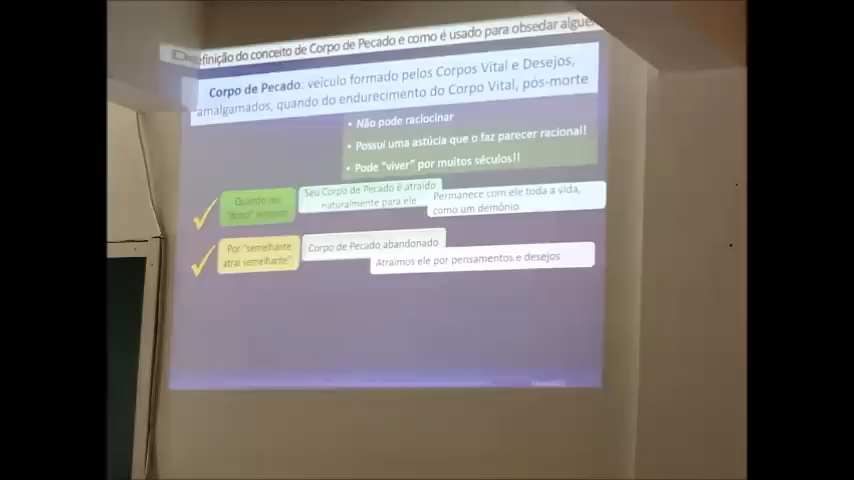 Definição do conceito de Corpo de Pecado e como é usado para obsedar alguém
Corpo de Pecado: veículo formado pelos Corpos Vital e Desejos,
amalgamados, quando do endurecimento do Corpo Vital, pós-morte
• Não pode raciocinar
• Possui uma astúcia que o faz parecer racional!
• Pode "viver" por muitos séculos!!
Quando seu
"dono" renasce
Seu Corpo de Pecado é atraído
naturalmente para ele
Permanece com ele toda a vida,
como um demônio
Por "semelhante
atrai semelhante"
Corpo de Pecado abandonado
Atraímos ele por pensamentos e desejos